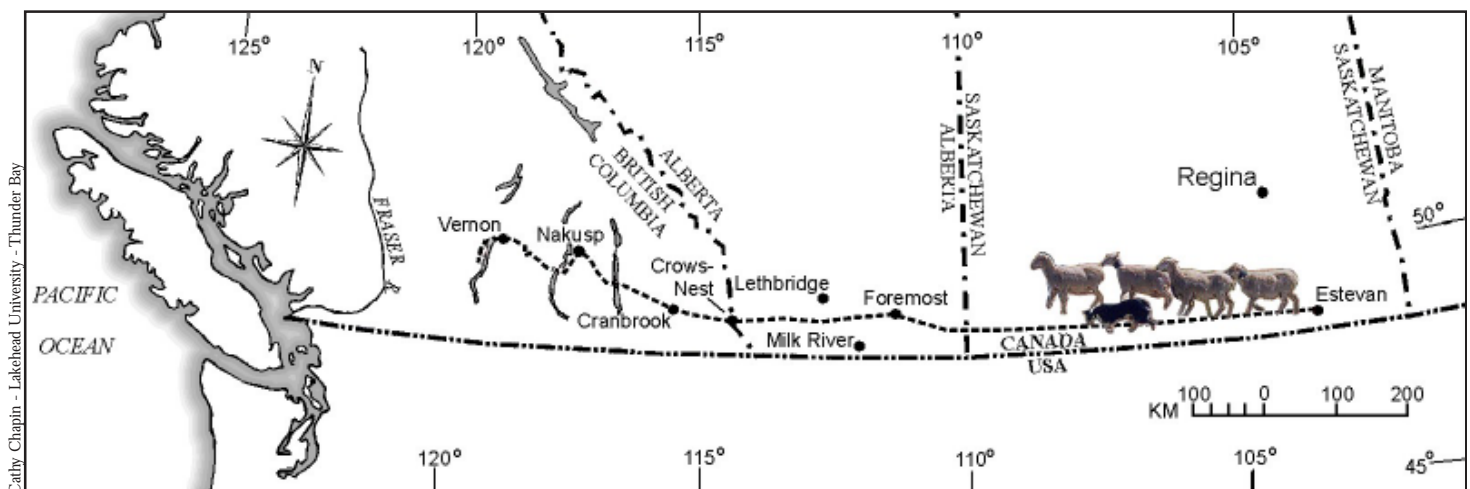 125°
120°
115°
110°
105°
N
SASKATCHEWAN
MANITOBA
ALBERTA
SASKATCHEWAN
ALBERTA
BRITISH
COLUMBIA
Regina
50°
FRASER R
Vernon
Nakusp
Crows-
Nest
Lethbridge
Foremost
Estevan
PACIFIC
OCEAN
Cranbrook
Milk River
CANADA
USA
KM 100 0 100 200
120°
115°
110°
105°
45°
Cathy Chapin - Lakehead University - Thunder Bay